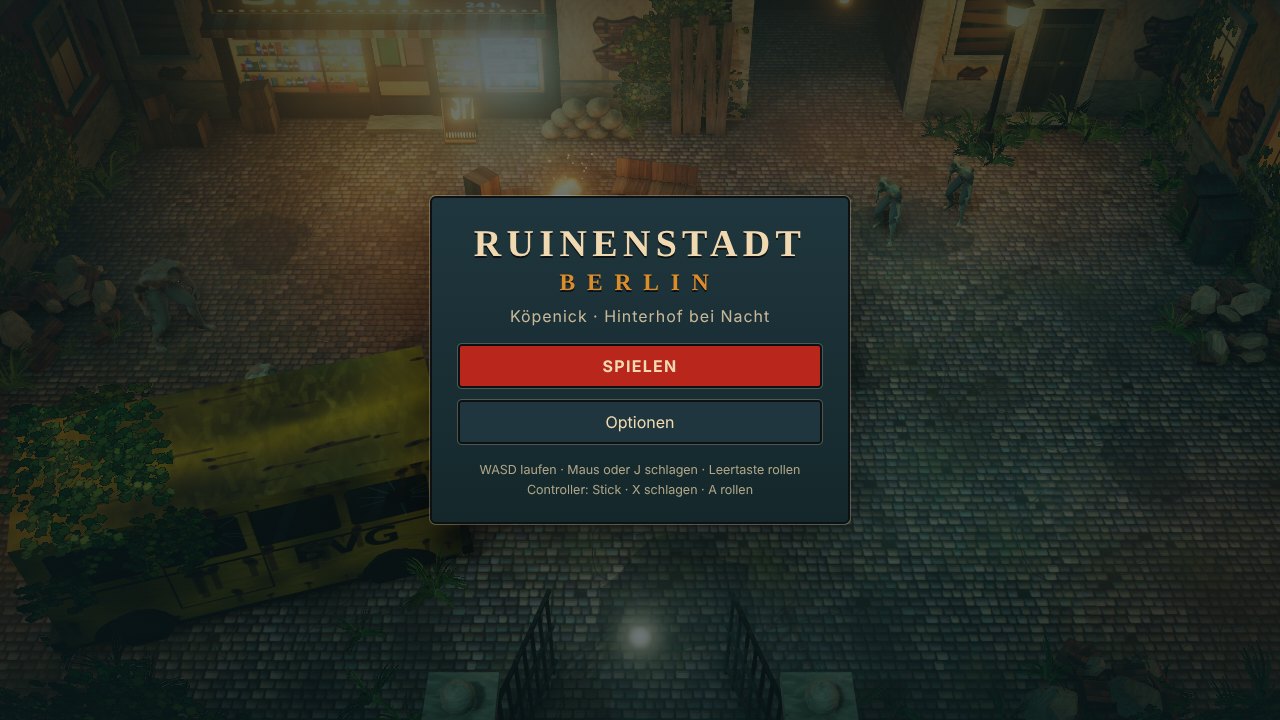 24 h
RUINENSTADT
BERLIN
Köpenick · Hinterhof bei Nacht
SPIELEN
Optionen
WASD laufen · Maus oder J schlagen · Leertaste rollen
Controller: Stick · X schlagen · A rollen